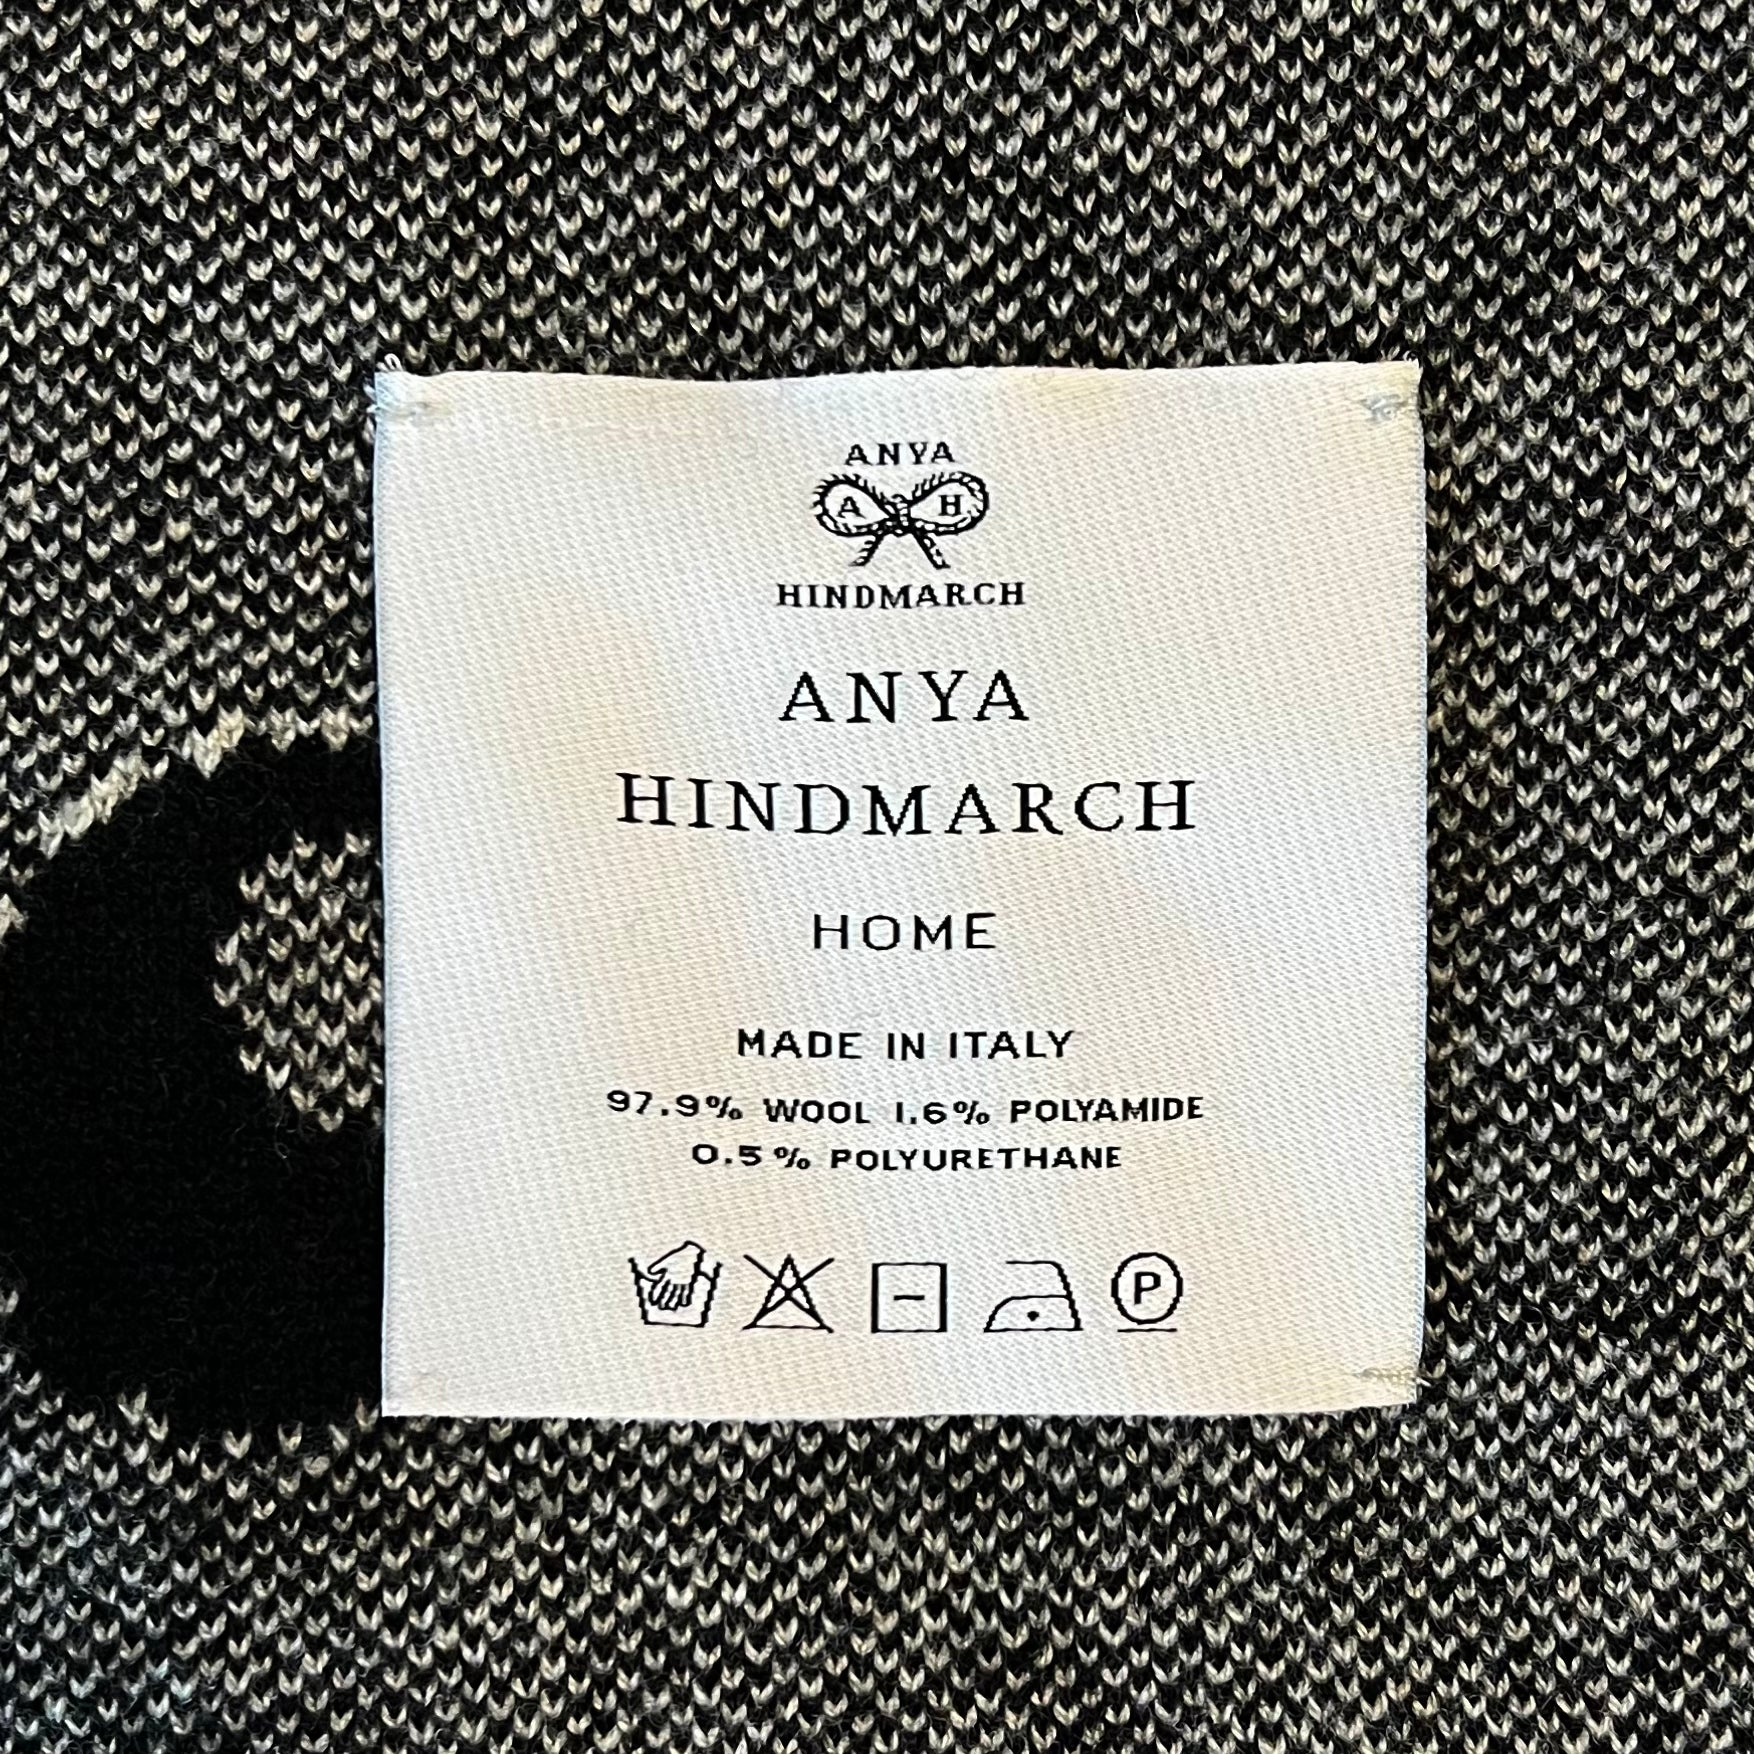 ANYA
A H
HINDMARCH
ANYA
HINDMARCH
HOME
MADE IN ITALY
97.9% WOOL 1.6% POLYAMIDE
0.5% POLYURETHANE
P